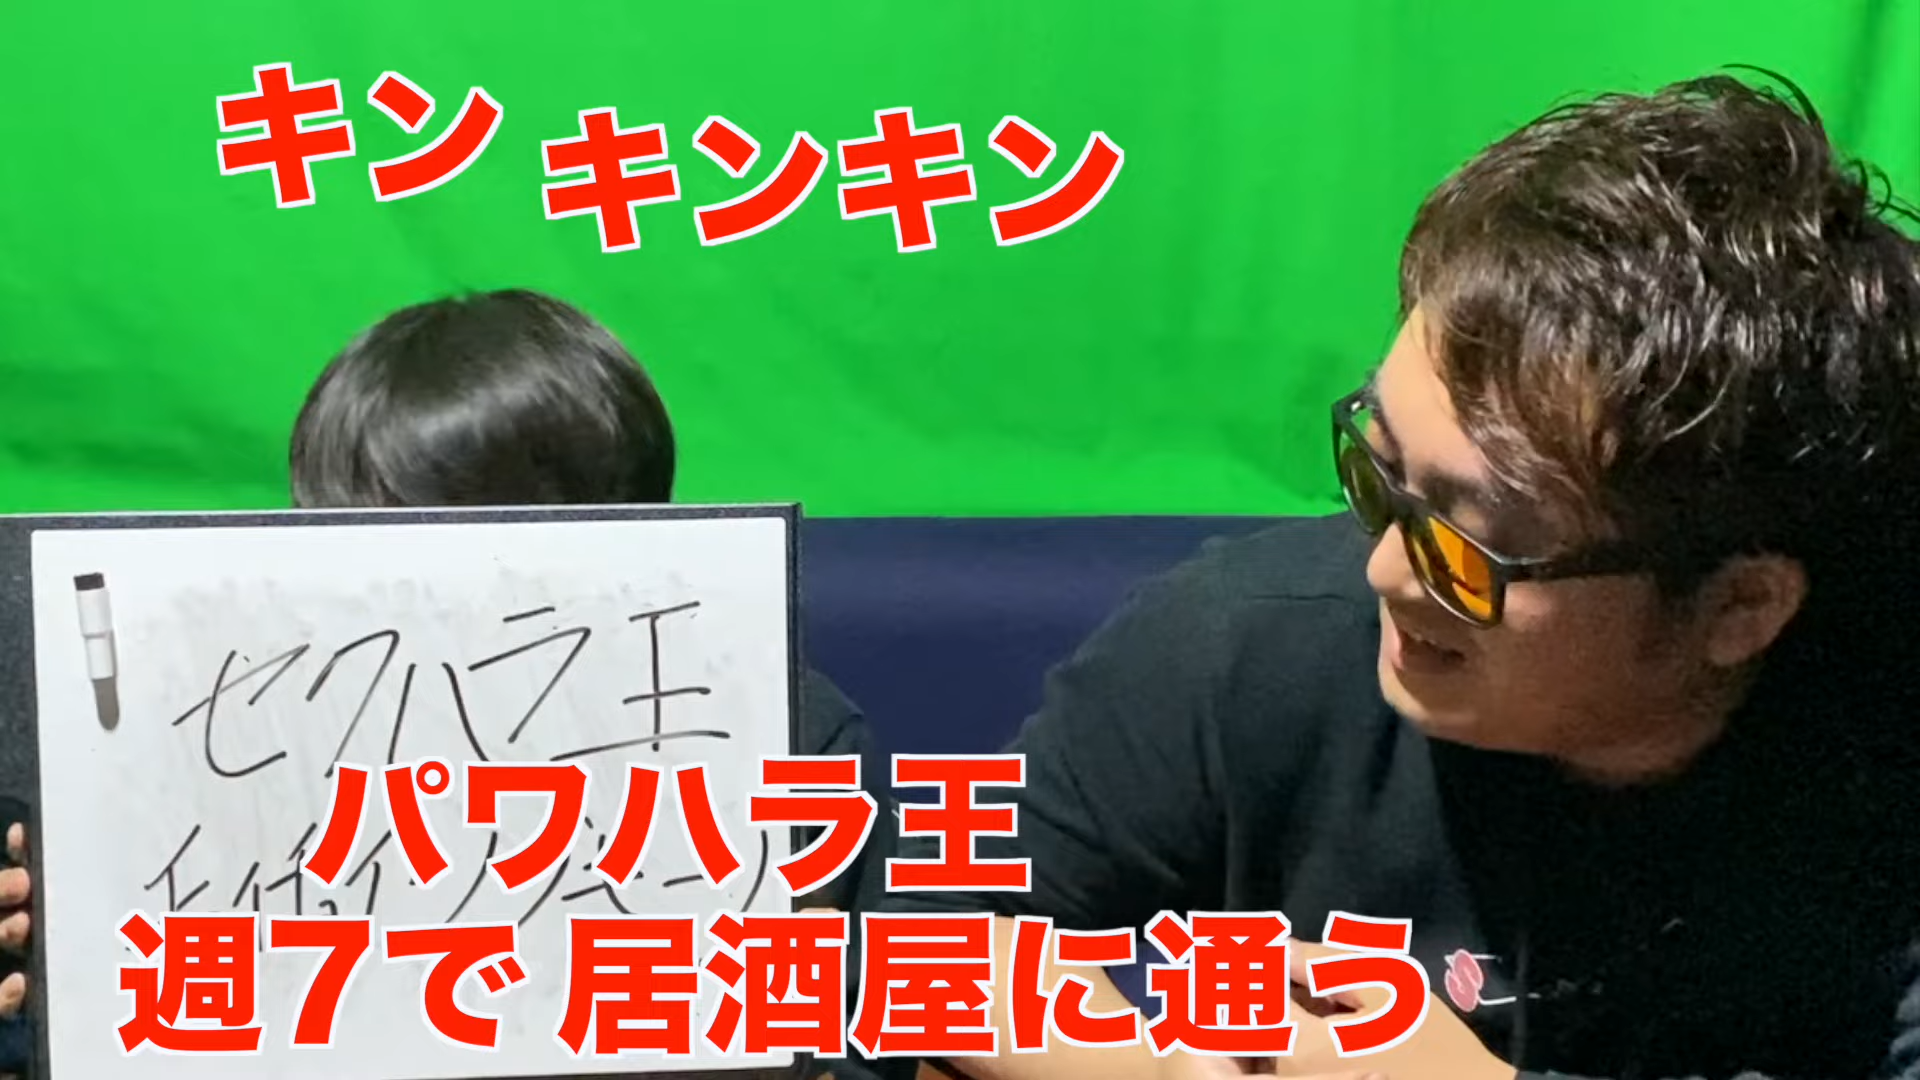 キン キンキン
セクハラ王
パワハラ王
週7で居酒屋に通う